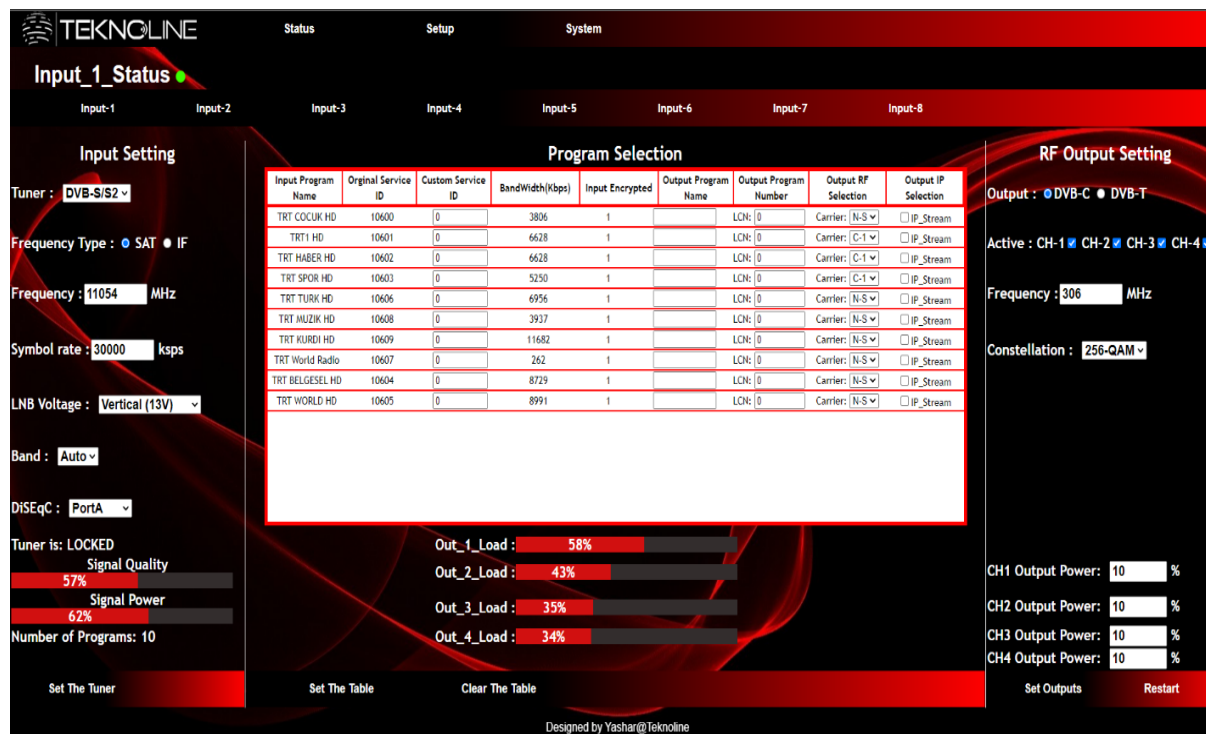 TEKNOLINE
Status Setup System
Input_1_Status
Input-1 Input-2 Input-3 Input-4 Input-5 Input-6 Input-7 Input-8
Input Setting
Tuner : DVB-S/S2
Frequency Type : SAT IF
Frequency : 11054 MHz
Symbol rate : 30000 ksps
LNB Voltage : Vertical (13V)
Band : Auto
DiSEqC : PortA
Tuner is: LOCKED
Signal Quality
57%
Signal Power
62%
Number of Programs: 10
Set The Tuner
Program Selection
Input Program Name Orginal Service ID Custom Service ID BandWidth(Kbps) Input Encrypted Output Program Name Output Program Number Output RF Selection Output IP Selection
TRT COCUK HD 10600 0 3806 1 LCN: 0 Carrier: N-S IP_Stream
TRT1 HD 10601 0 6628 1 LCN: 0 Carrier: C-1 IP_Stream
TRT HABER HD 10602 0 6628 1 LCN: 0 Carrier: C-1 IP_Stream
TRT SPOR HD 10603 0 5250 1 LCN: 0 Carrier: C-1 IP_Stream
TRT TURK HD 10606 0 6956 1 LCN: 0 Carrier: N-S IP_Stream
TRT MUZIK HD 10608 0 3937 1 LCN: 0 Carrier: N-S IP_Stream
TRT KURDI HD 10609 0 11682 1 LCN: 0 Carrier: N-S IP_Stream
TRT World Radio 10607 0 262 1 LCN: 0 Carrier: N-S IP_Stream
TRT BELGESEL HD 10604 0 8729 1 LCN: 0 Carrier: N-S IP_Stream
TRT WORLD HD 10605 0 8991 1 LCN: 0 Carrier: N-S IP_Stream
Out_1_Load : 58%
Out_2_Load : 43%
Out_3_Load : 35%
Out_4_Load : 34%
Set The Table Clear The Table
RF Output Setting
Output : DVB-C DVB-T
Active : CH-1 CH-2 CH-3 CH-4
Frequency : 306 MHz
Constellation : 256-QAM
CH1 Output Power: 10 %
CH2 Output Power: 10 %
CH3 Output Power: 10 %
CH4 Output Power: 10 %
Set Outputs Restart
Designed by Yashar@Teknoline